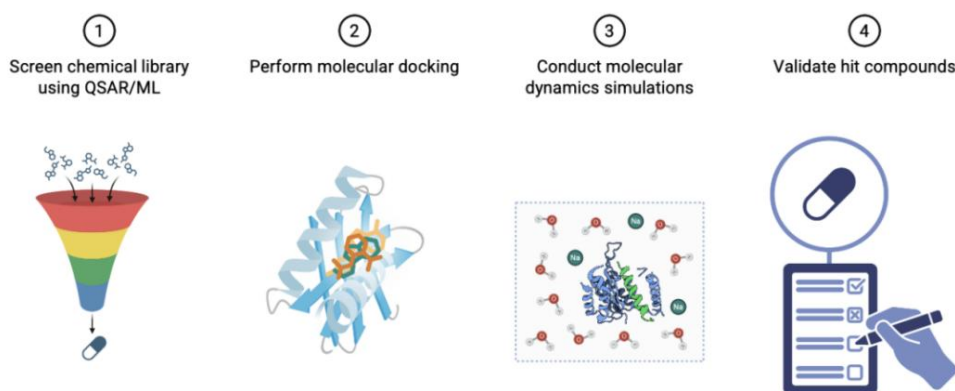 1
Screen chemical library
using QSAR/ML
2
Perform molecular docking
3
Conduct molecular
dynamics simulations
Na
Na
Na
O
O
O
O
O
O
O
O
O
4
Validate hit compounds